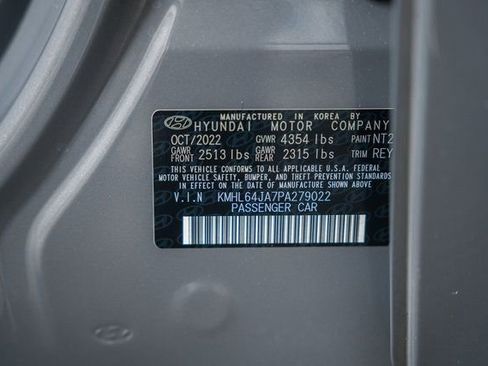 MANUFACTURED IN KOREA BY
HYUNDAI MOTOR COMPANY
OCT/2022 GVWR 4354 lbs PAINT NT2
GAWR FRONT 2513 lbs GAWR REAR 2315 lbs TRIM REY
THIS VEHICLE CONFORMS TO ALL APPLICABLE U.S.A. FEDERAL
MOTOR VEHICLE SAFETY, BUMPER, AND THEFT PREVENTION
STANDARDS IN EFFECT ON THE DATE OF MANUFACTURE SHOWN ABOVE.
V.I.N KMHL64JA7PA279022
PASSENGER CAR